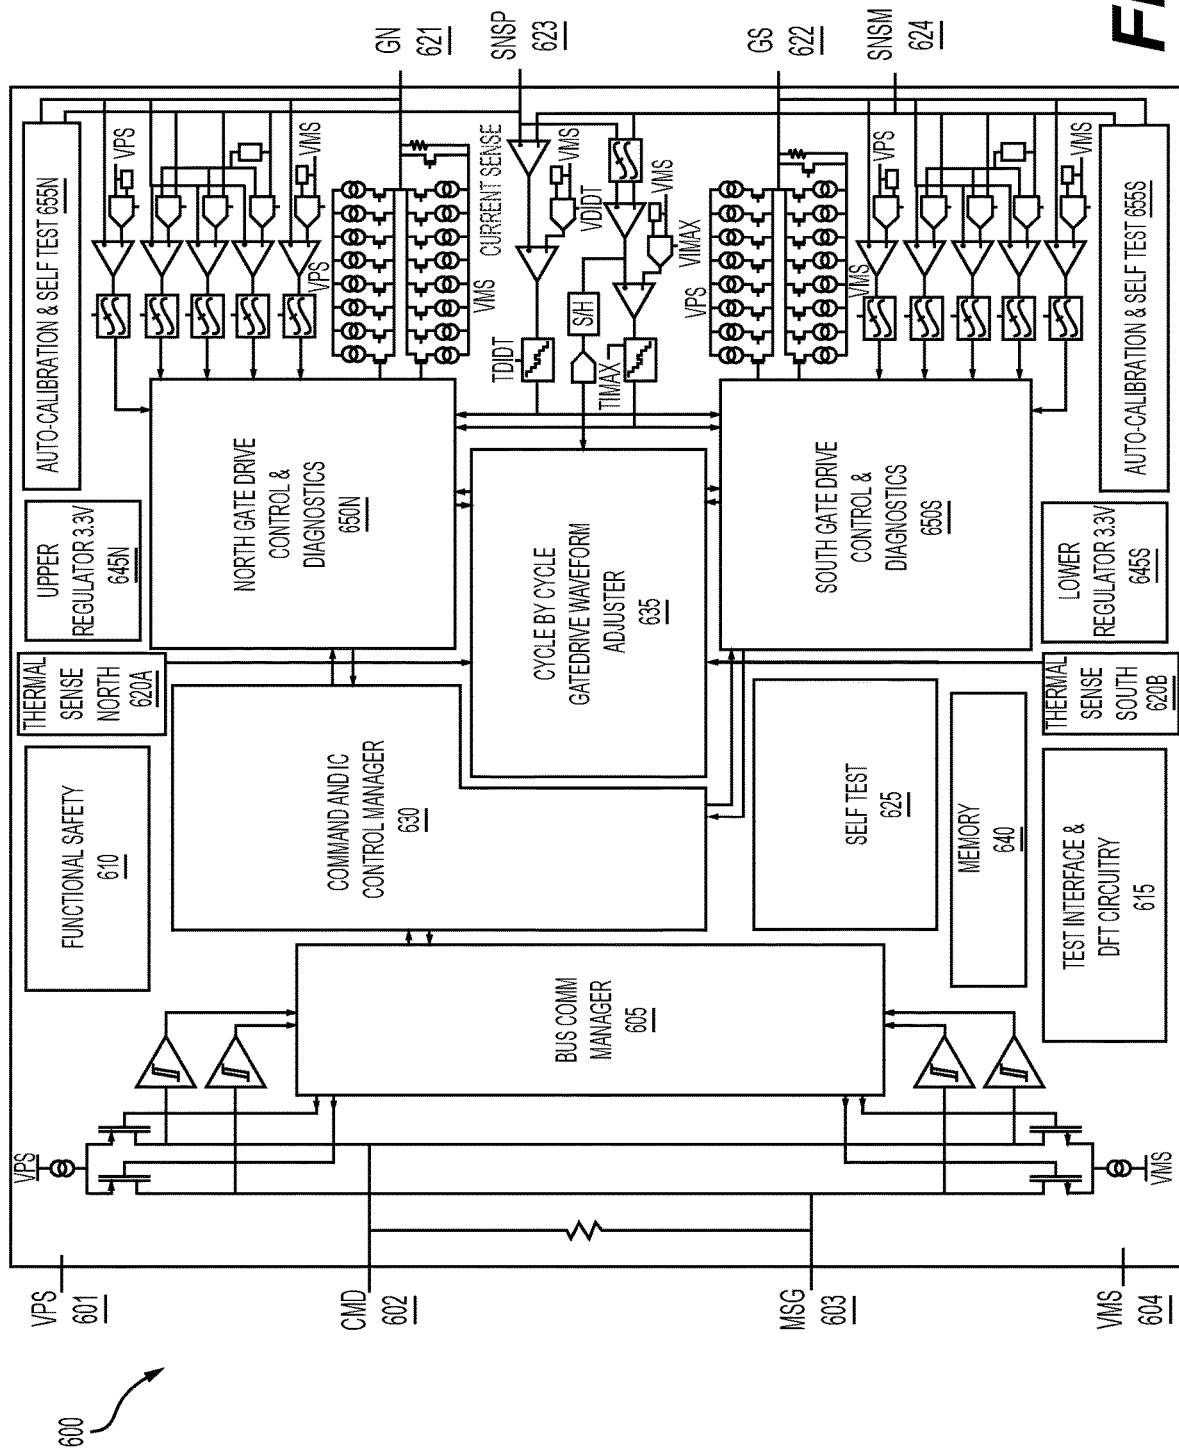 600
VPS
601
CMD
602
MSG
603
VMS
604
VPS
VMS
BUS COMM
MANAGER
605
FUNCTIONAL SAFETY
610
THERMAL
SENSE
NORTH
620A
UPPER
REGULATOR 3.3V
645N
AUTO-CALIBRATION & SELF TEST 655N
COMMAND AND IC
CONTROL MANAGER
630
NORTH GATE DRIVE
CONTROL &
DIAGNOSTICS
650N
CYCLE BY CYCLE
GATEDRIVE WAVEFORM
ADJUSTER
635
SOUTH GATE DRIVE
CONTROL &
DIAGNOSTICS
650S
SELF TEST
625
MEMORY
640
TEST INTERFACE &
DFT CIRCUITRY
615
THERMAL
SENSE
SOUTH
620B
LOWER
REGULATOR 3.3V
645S
AUTO-CALIBRATION & SELF TEST 655S
VPS
VMS
VPS
VMS
CURRENT SENSE
VMS
VDIDT
VMS
VIMAX
TDIDT
S/H
TIMAX
VPS
VMS
VPS
VMS
GN
621
SNSP
623
GS
622
SNSM
624